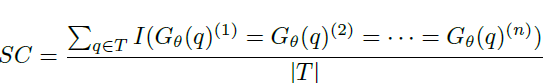 SC = \frac{\sum_{q \in T} I(G_\theta(q)^{(1)} = G_\theta(q)^{(2)} = \cdots = G_\theta(q)^{(n)})}{|T|}